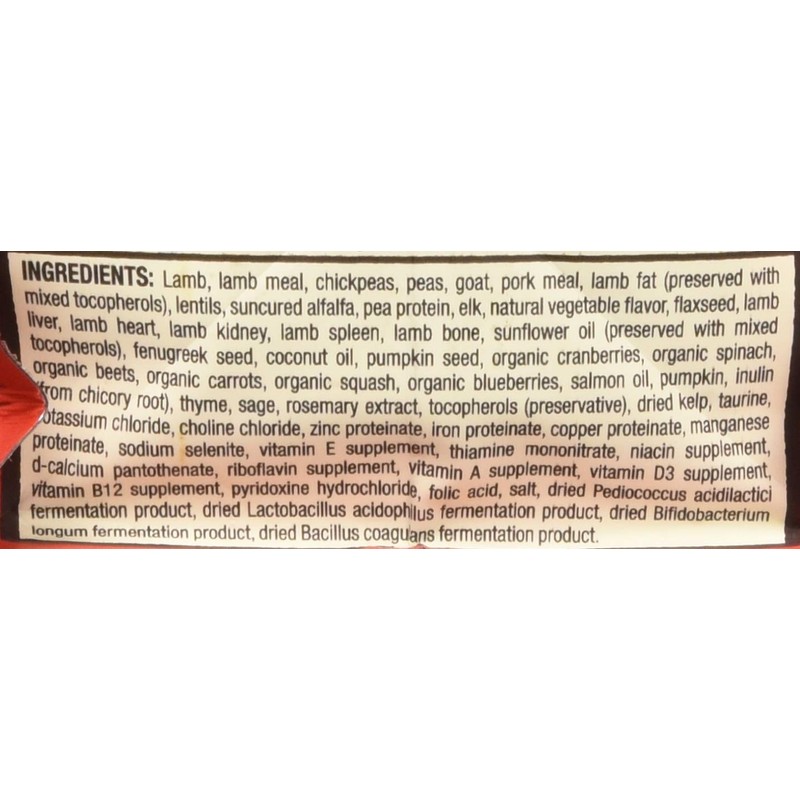 INGREDIENTS: Lamb, lamb meal, chickpeas, peas, goat, pork meal, lamb fat (preserved with
mixed tocopherols), lentils, suncured alfalfa, pea protein, elk, natural vegetable flavor, flaxseed, lamb
liver, lamb heart, lamb kidney, lamb spleen, lamb bone, sunflower oil (preserved with mixed
tocopherols), fenugreek seed, coconut oil, pumpkin seed, organic cranberries, organic spinach,
organic beets, organic carrots, organic squash, organic blueberries, salmon oil, pumpkin, inulin
from chicory root), thyme, sage, rosemary extract, tocopherols (preservative), dried kelp, taurine,
otassium chloride, choline chloride, zinc proteinate, iron proteinate, copper proteinate, manganese
proteinate, sodium selenite, vitamin E supplement, thiamine mononitrate, niacin supplement,
d-calcium pantothenate, riboflavin supplement, vitamin A supplement, vitamin D3 supplement,
vitamin B12 supplement, pyridoxine hydrochloride, folic acid, salt, dried Pediococcus acidilactici
fermentation product, dried Lactobacillus acidophilus fermentation product, dried Bifidobacterium
longum fermentation product, dried Bacillus coagulans fermentation product.